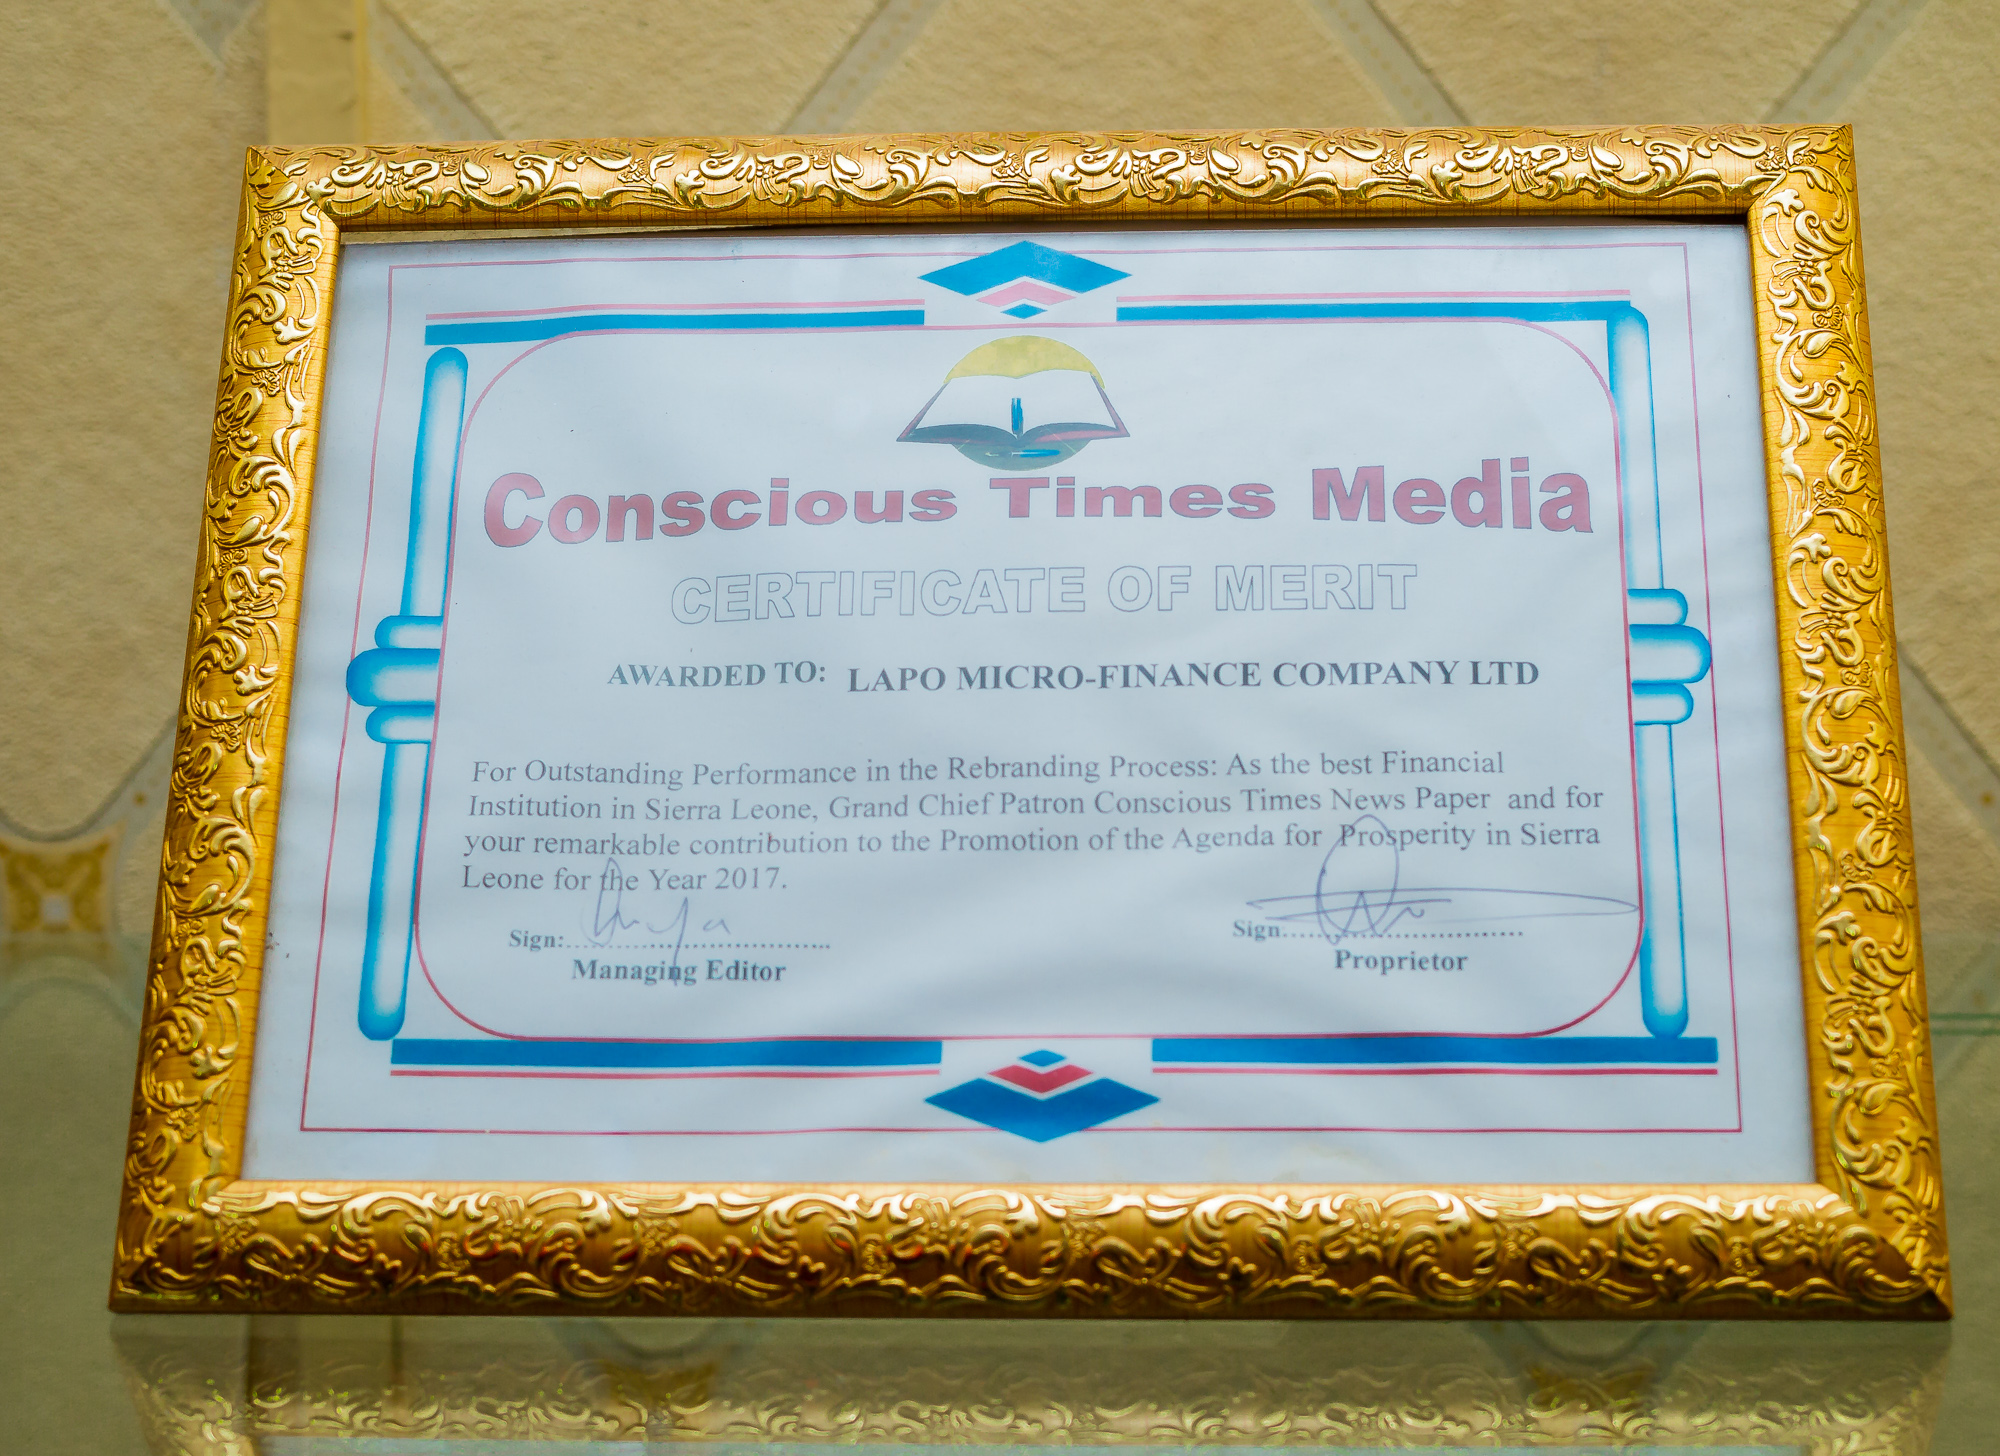 Conscious Times Media
CERTIFICATE OF MERIT
AWARDED TO: LAPO MICRO-FINANCE COMPANY LTD
For Outstanding Performance in the Rebranding Process: As the best Financial
Institution in Sierra Leone, Grand Chief Patron Conscious Times News Paper and for
your remarkable contribution to the Promotion of the Agenda for Prosperity in Sierra
Leone for the Year 2017.
Sign:............................................. Sign.......................................
Managing Editor Proprietor